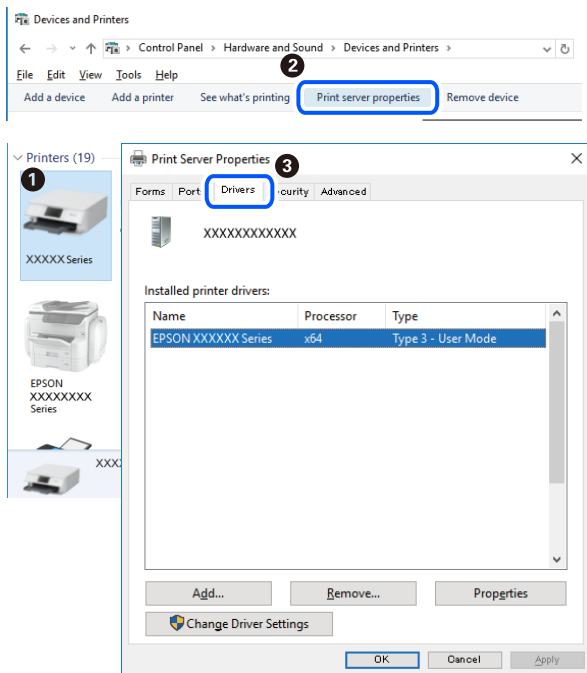 Devices and Printers
Control Panel > Hardware and Sound > Devices and Printers >
File Edit View Tools Help
2
Add a device Add a printer See what's printing Print server properties Remove device
Printers (19)
1
XXXXX Series
EPSON
XXXXXXXX
Series
XXX
Print Server Properties
3
Forms Port Drivers curity Advanced
XXXXXXXXXXXX
Installed printer drivers:
Name Processor Type
EPSON XXXXXX Series x64 Type 3 - User Mode
Add... Remove... Properties
Change Driver Settings
OK Cancel Apply